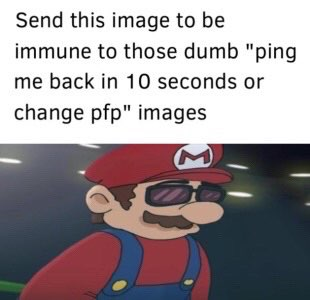 Send this image to be
immune to those dumb "ping
me back in 10 seconds or
change pfp" images
M